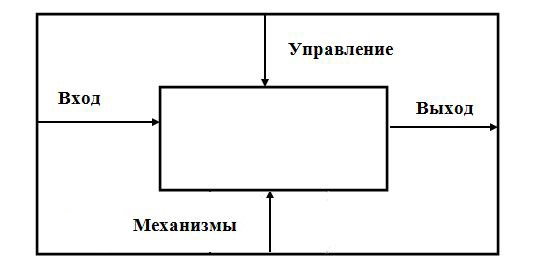 Управление
Вход
Выход
Механизмы